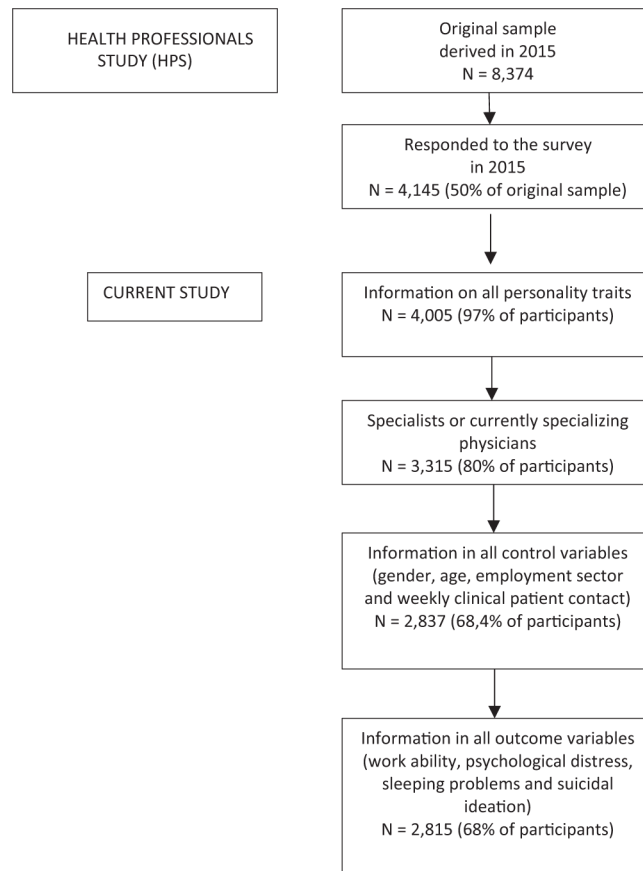 HEALTH PROFESSIONALS
STUDY (HPS)
Original sample
derived in 2015
N = 8,374
Responded to the survey
in 2015
N = 4,145 (50% of original sample)
CURRENT STUDY
Information on all personality traits
N = 4,005 (97% of participants)
Specialists or currently specializing
physicians
N = 3,315 (80% of participants)
Information in all control variables
(gender, age, employment sector
and weekly clinical patient contact)
N = 2,837 (68,4% of participants)
Information in all outcome variables
(work ability, psychological distress,
sleeping problems and suicidal
ideation)
N = 2,815 (68% of participants)